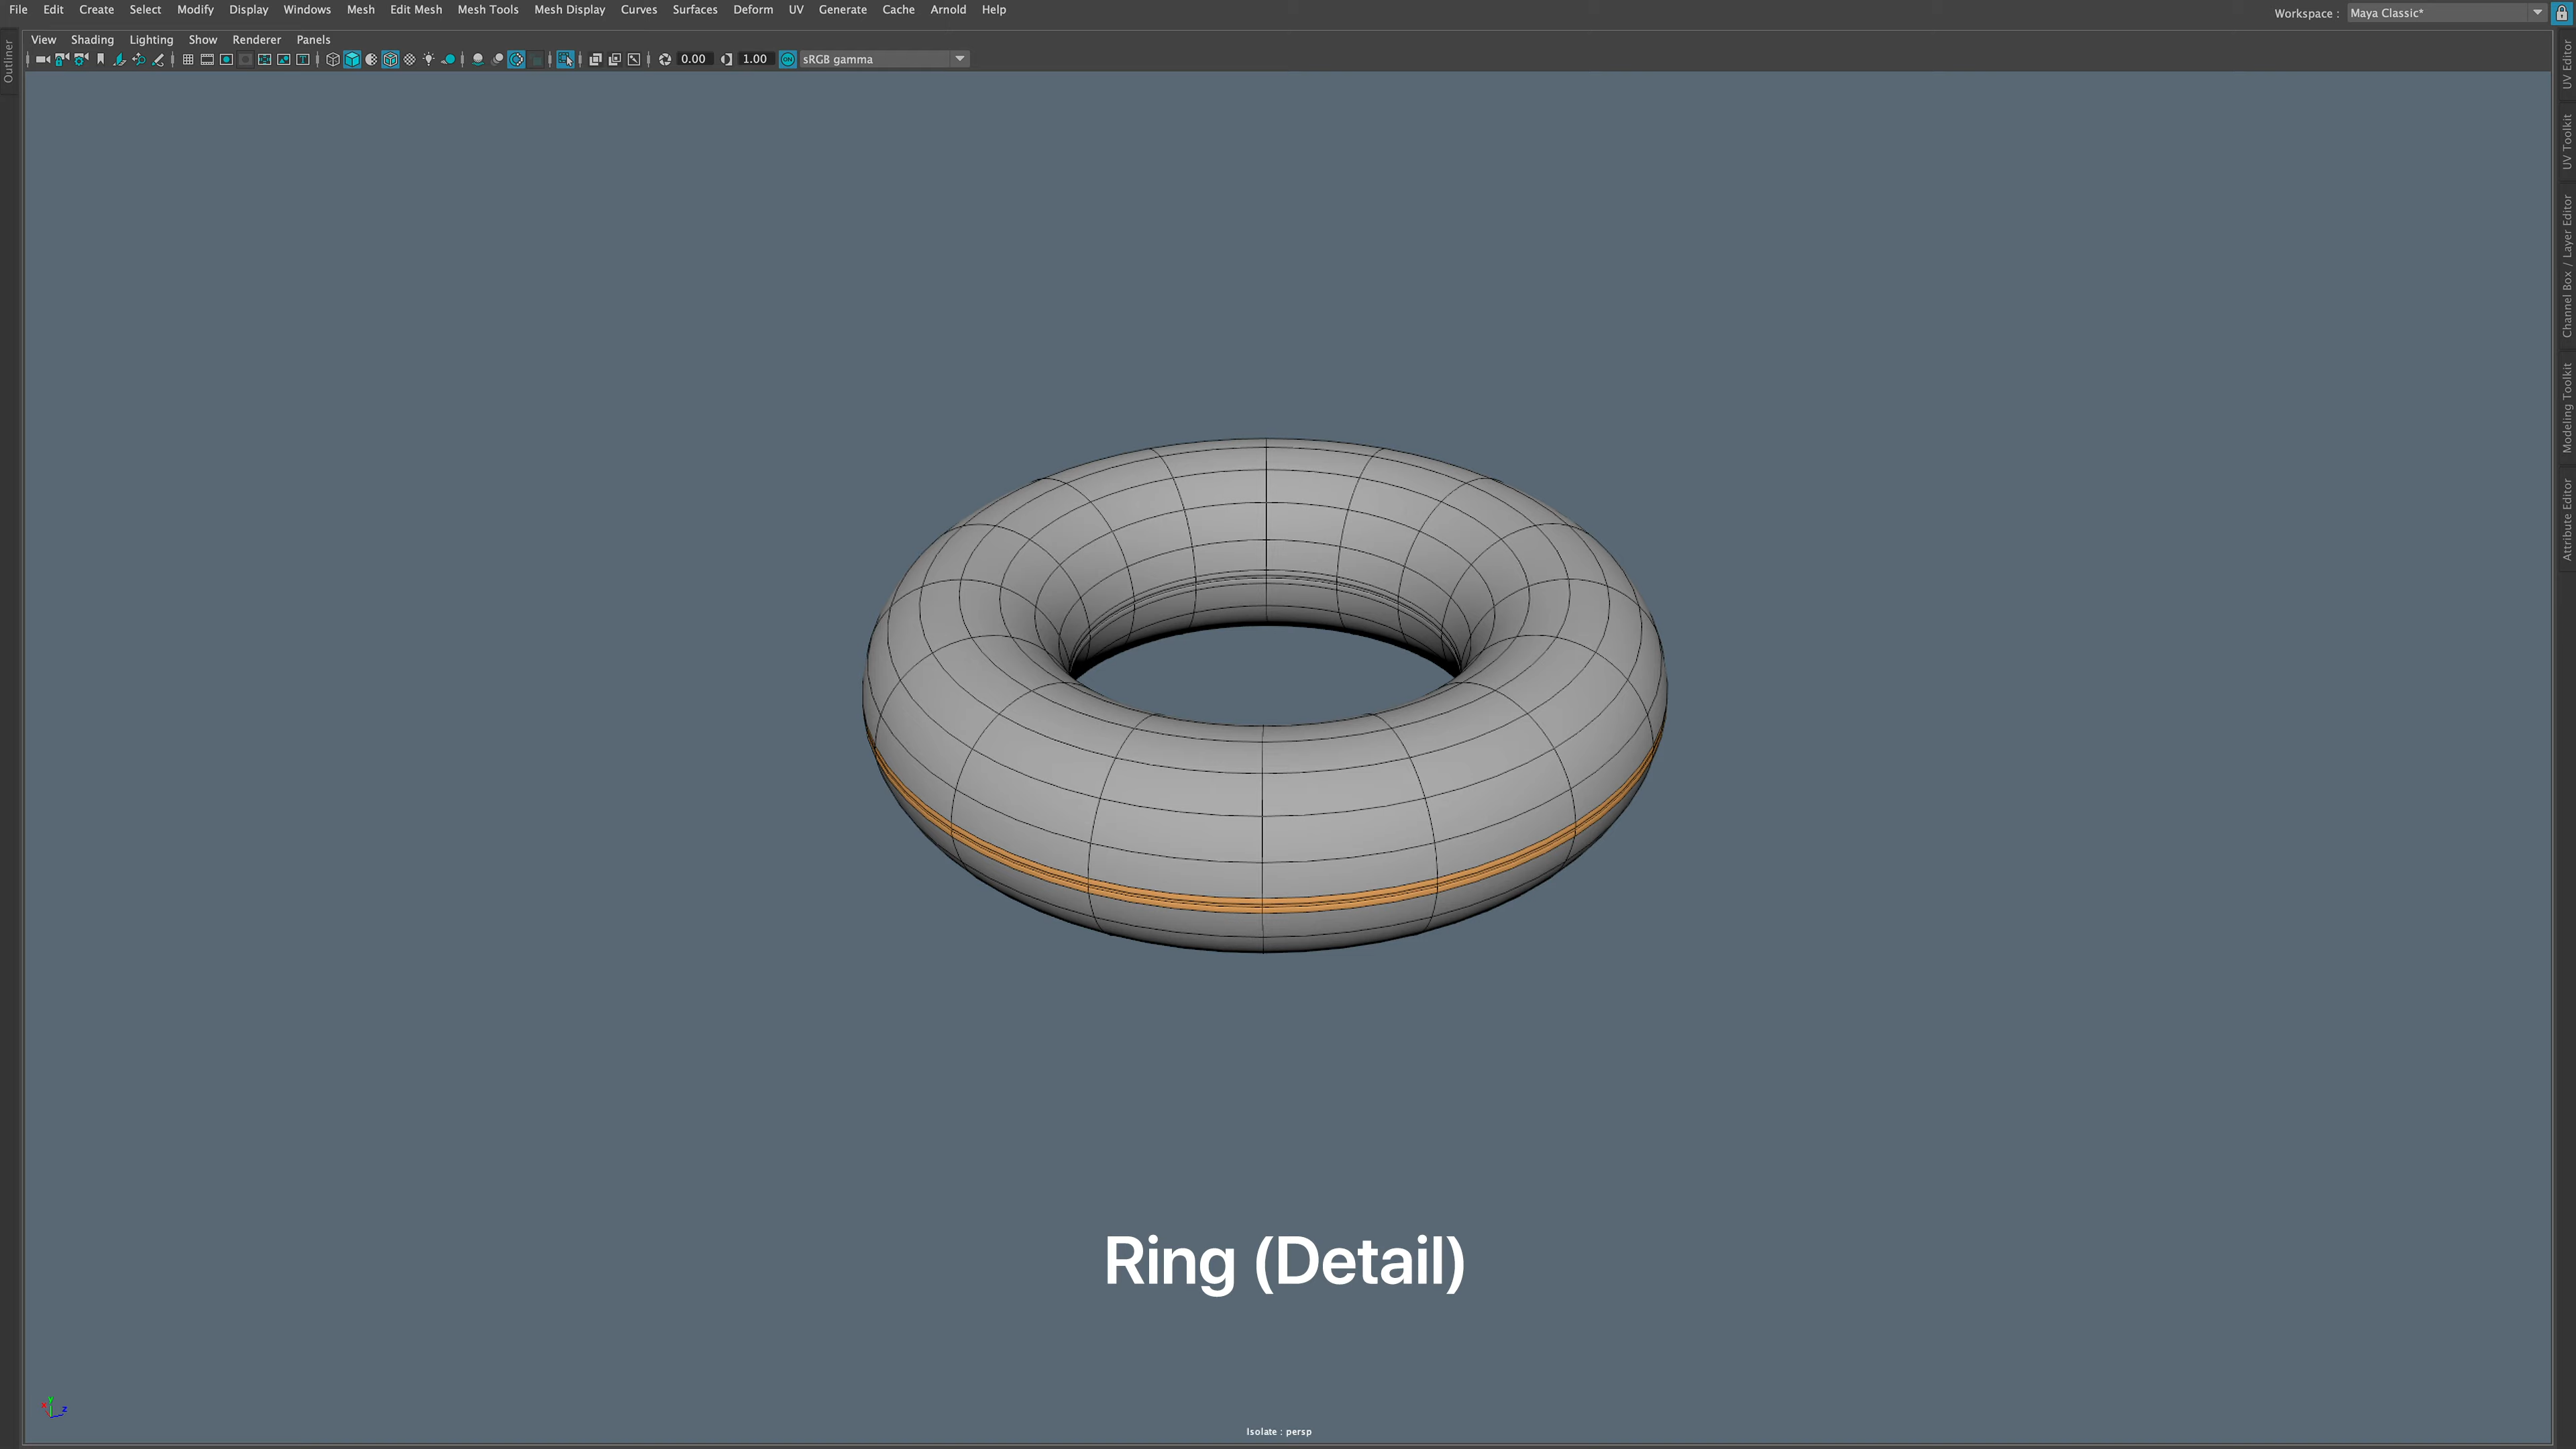 File Edit Create Select Modify Display Windows Mesh Edit Mesh Mesh Tools Mesh Display Curves Surfaces Deform UV Generate Cache Arnold Help
Workspace : Maya Classic*
View Shading Lighting Show Renderer Panels
0.00 1.00 ON sRGB gamma
Outliner
UV Editor
UV Toolkit
Channel Box / Layer Editor
Modeling Toolkit
Attribute Editor
Ring (Detail)
Y
X
Z
Isolate : persp